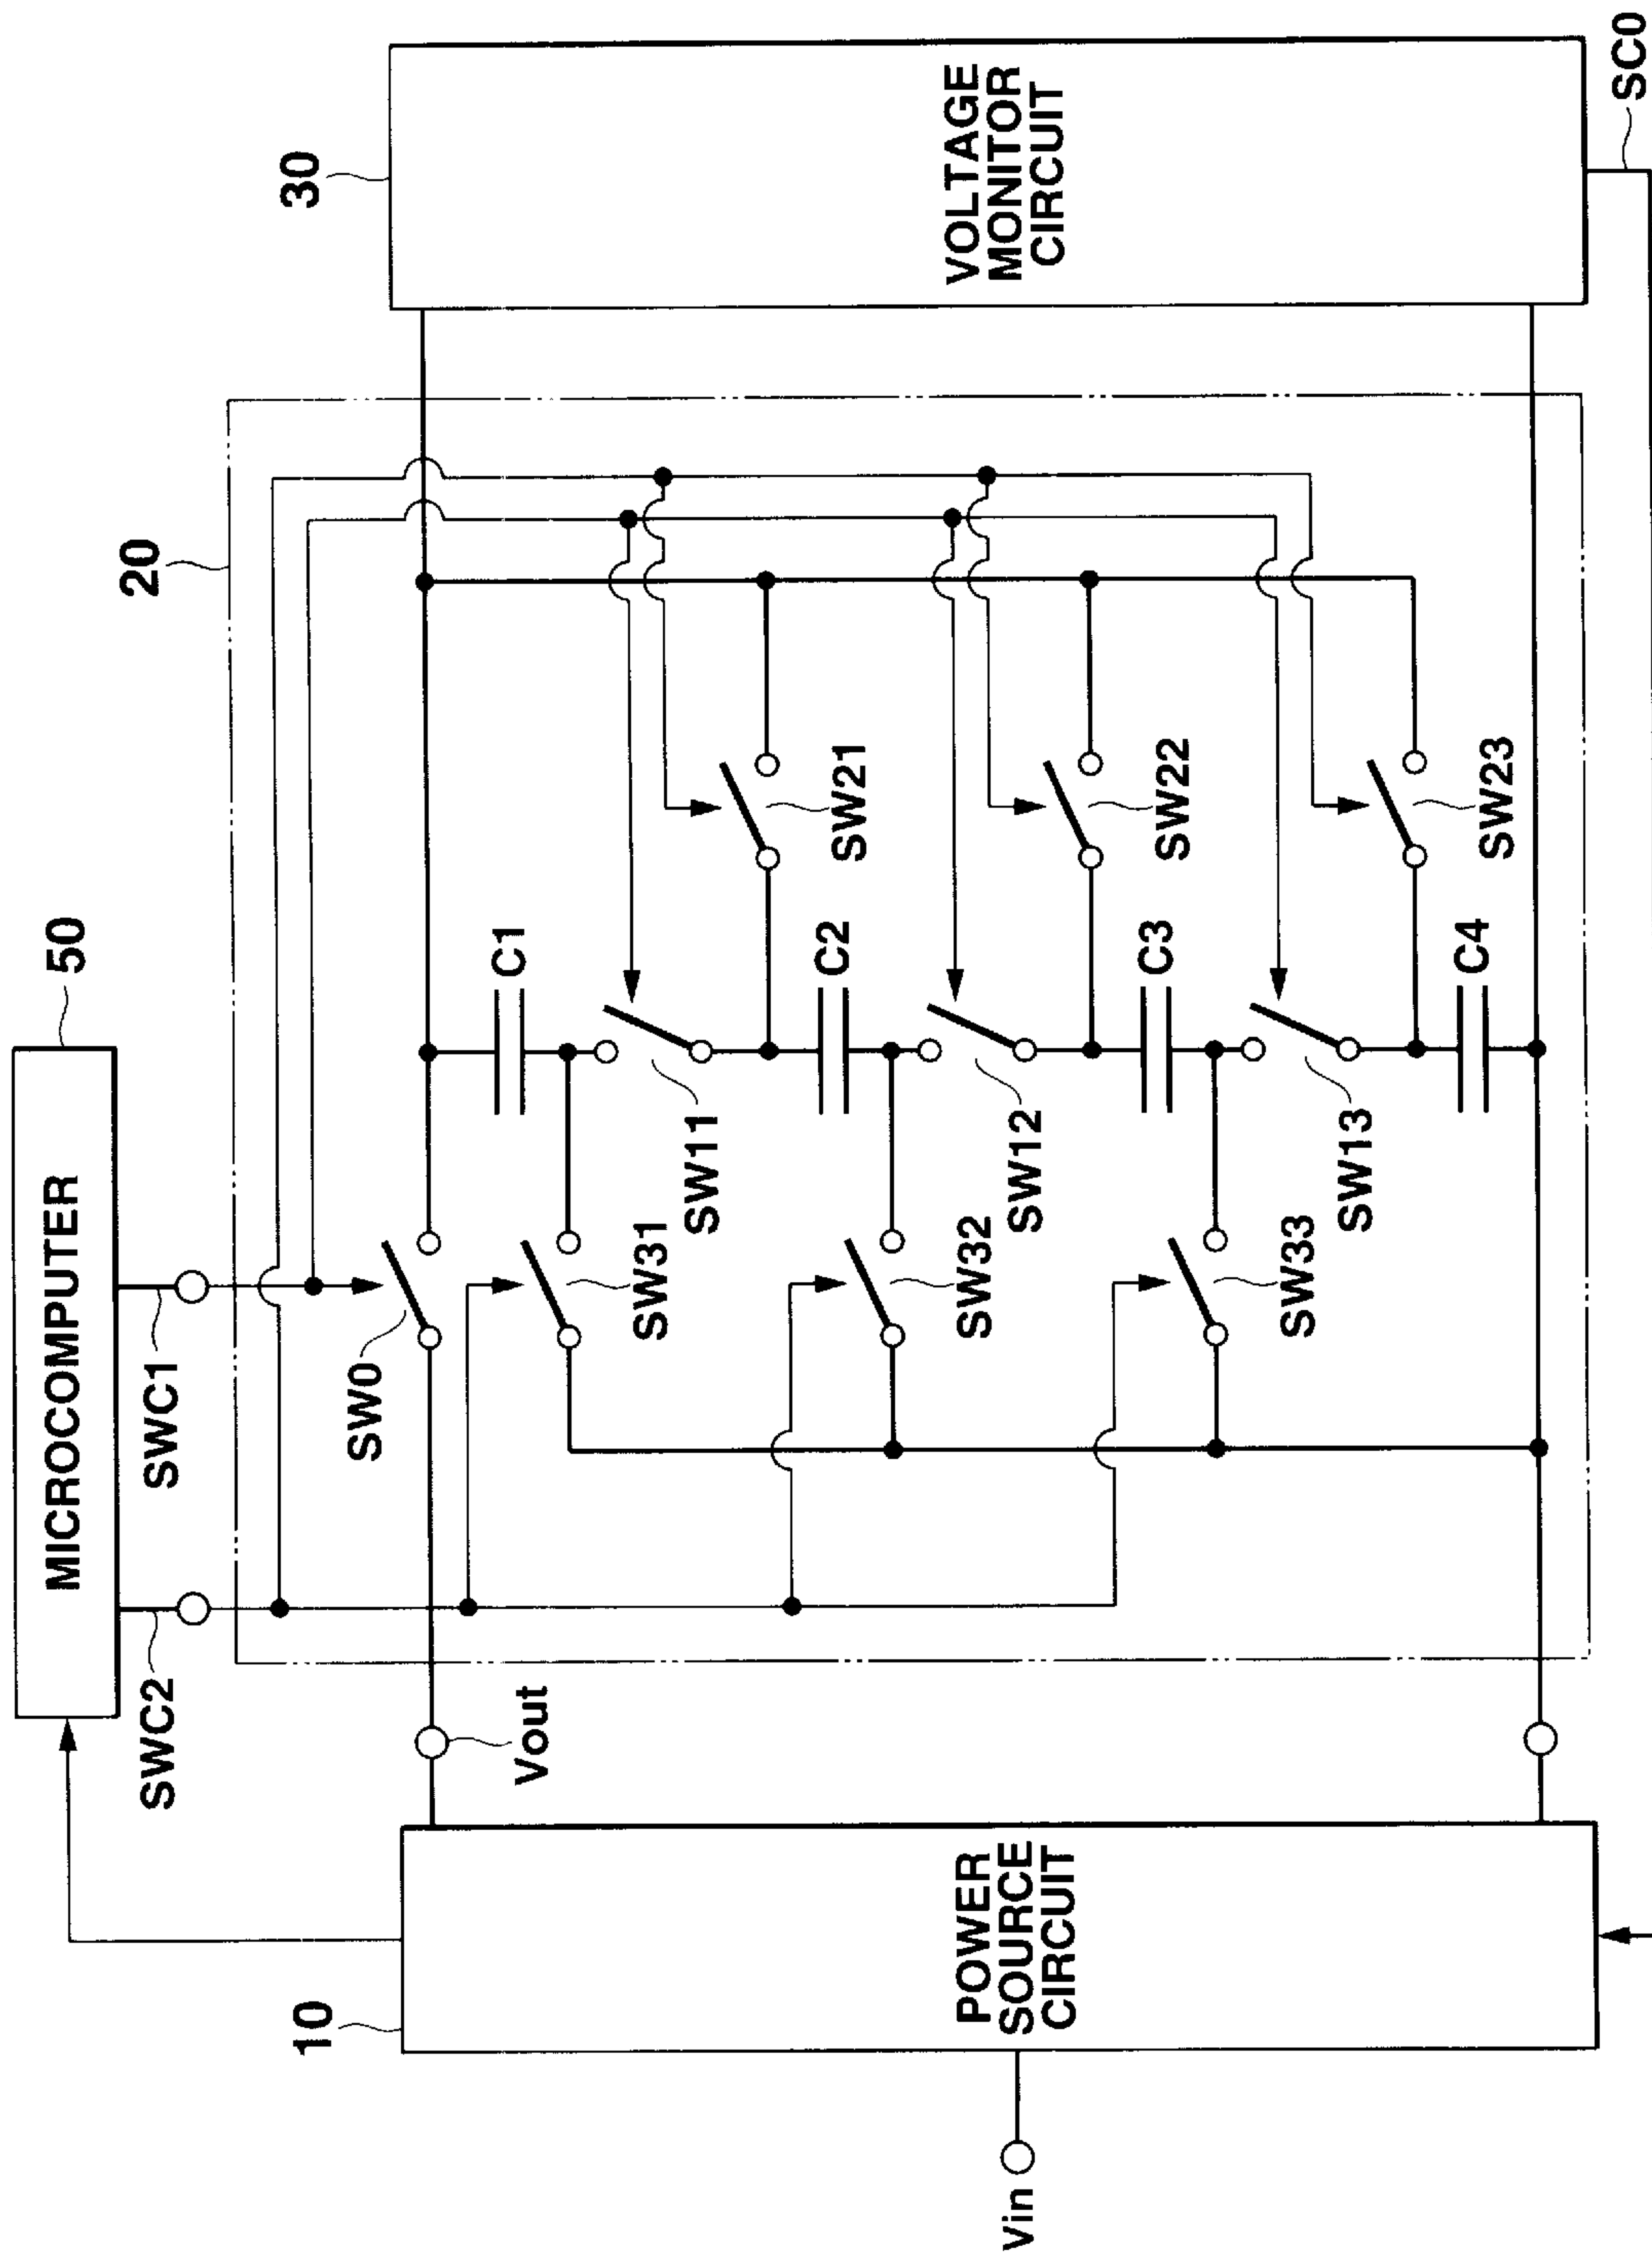 MICROCOMPUTER
50
SWC2
SWC1
20
30
10
Vin
POWER
SOURCE
CIRCUIT
Vout
SW0
SW31
SW32
SW33
C1
C2
C3
C4
SW11
SW12
SW13
SW21
SW22
SW23
VOLTAGE
MONITOR
CIRCUIT
SC0